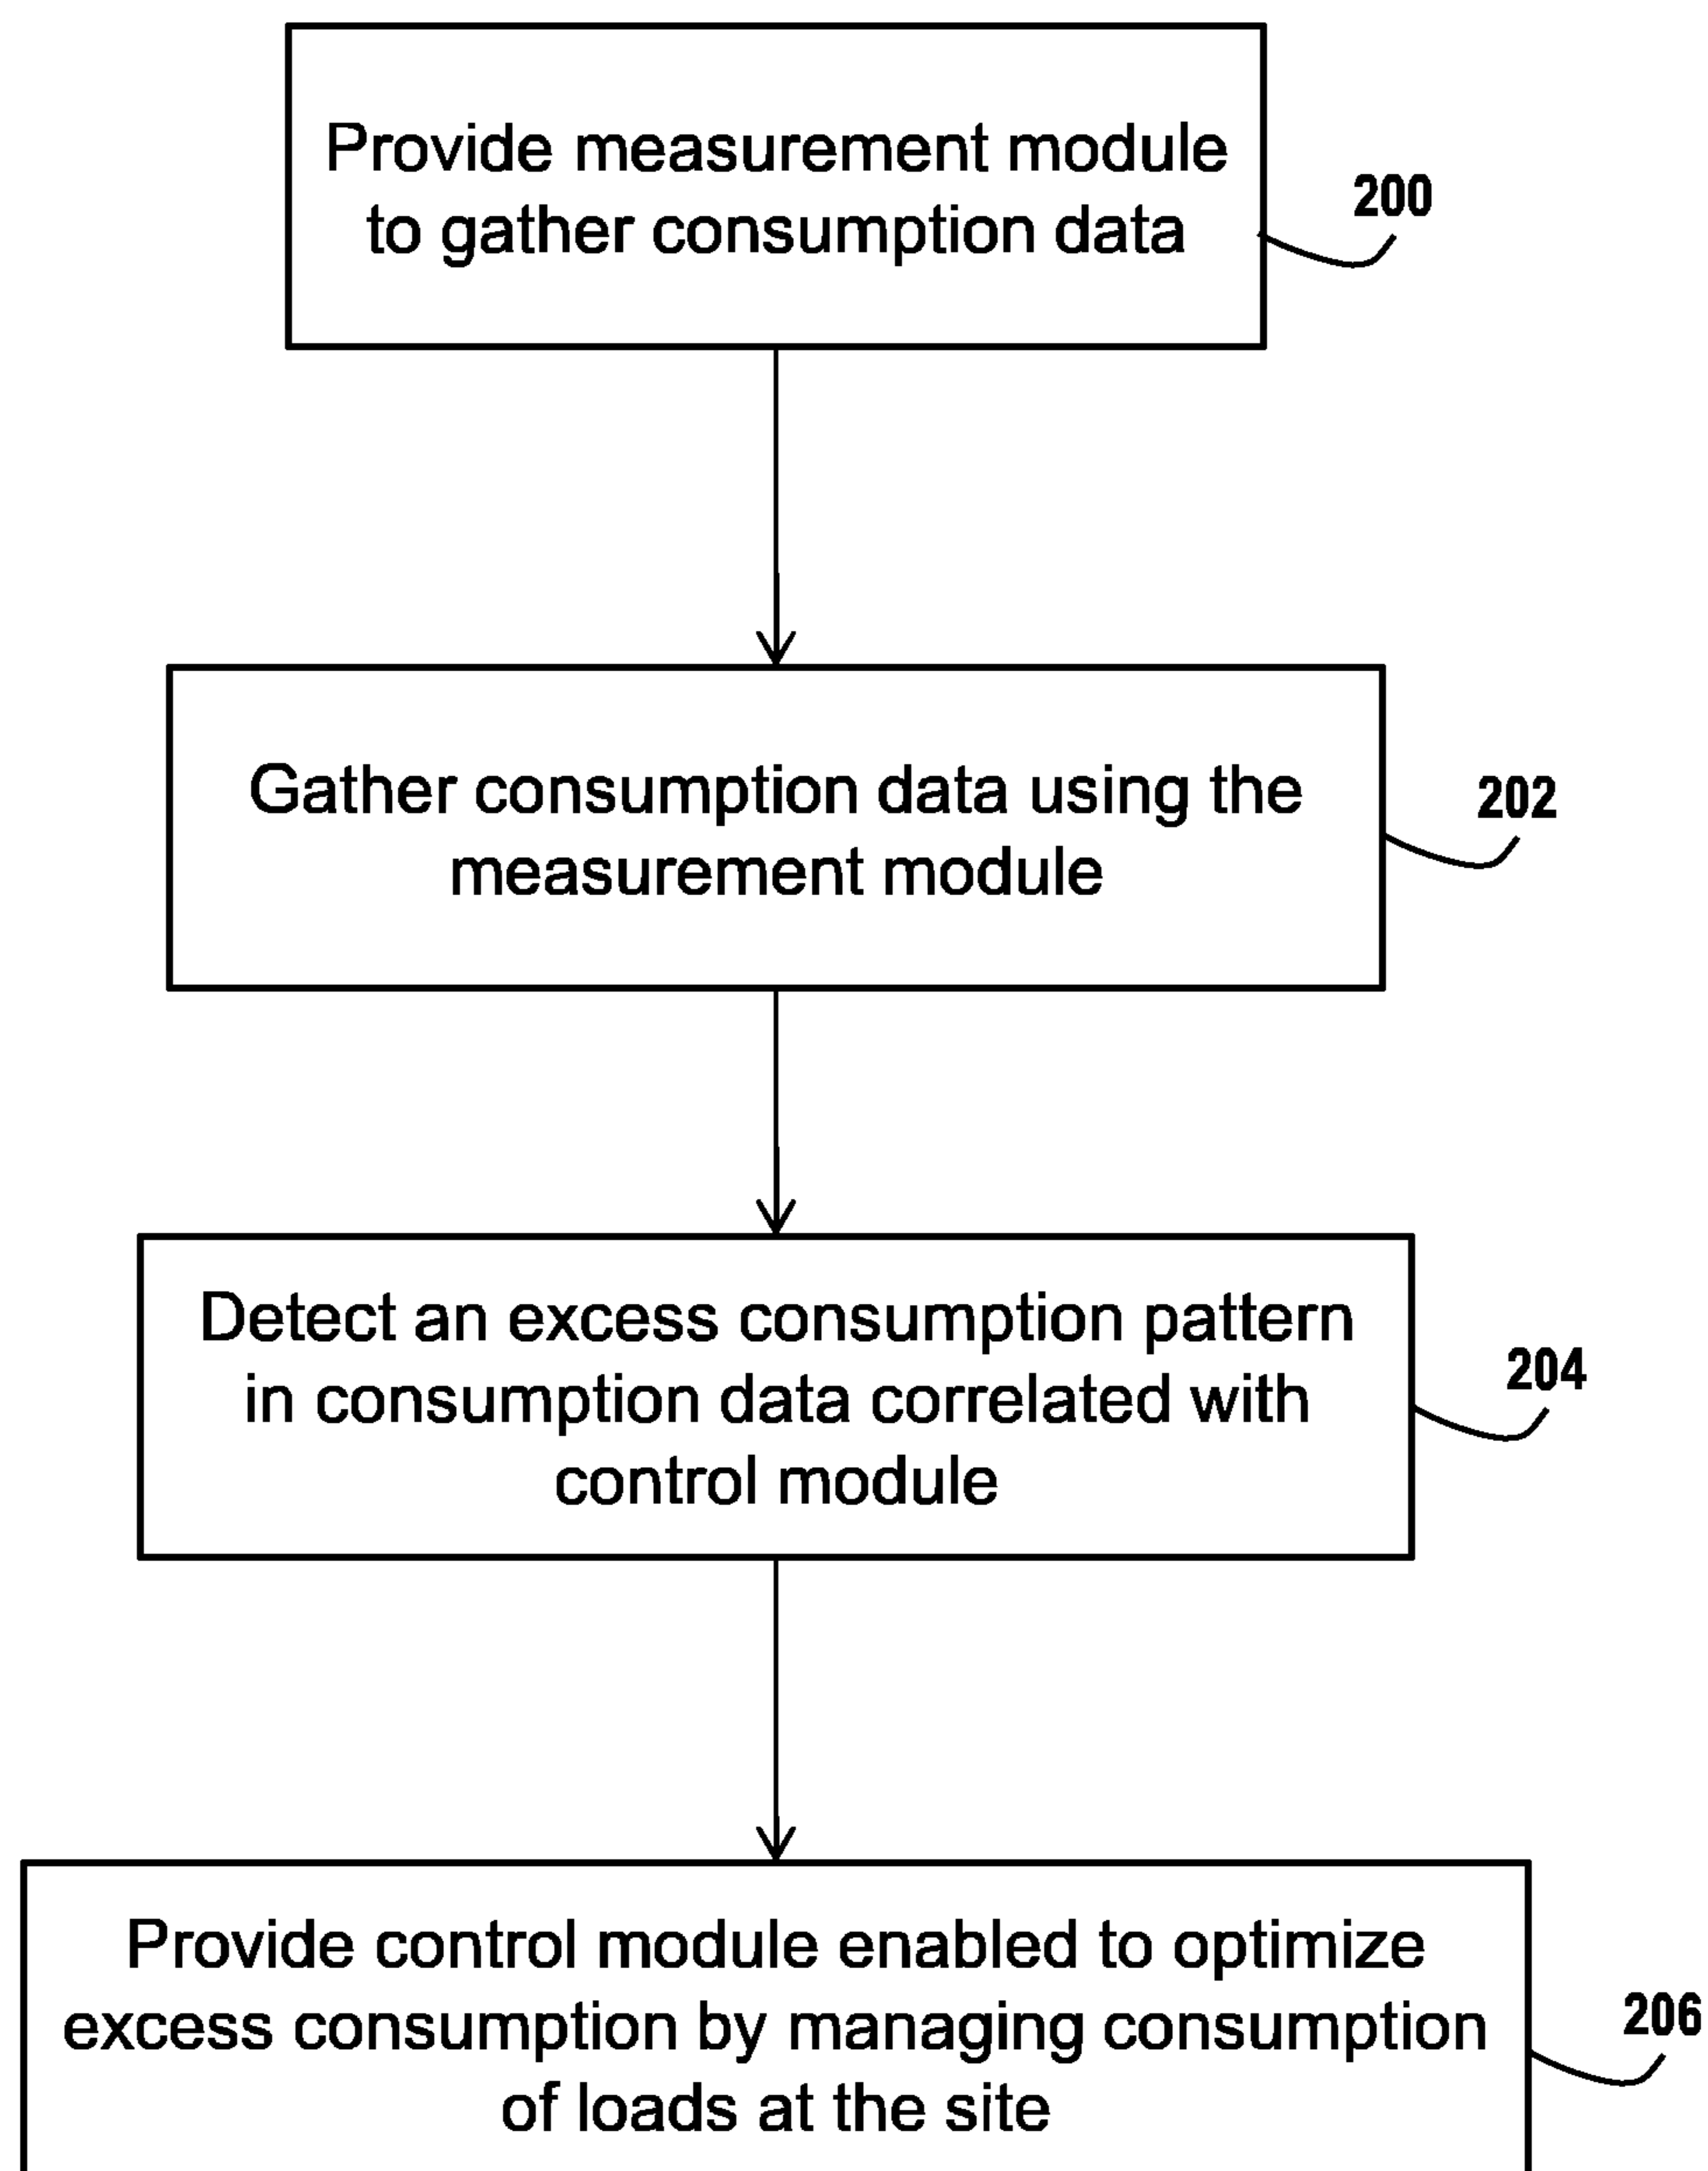 Provide measurement module
to gather consumption data
200
Gather consumption data using the
measurement module
202
Detect an excess consumption pattern
in consumption data correlated with
control module
204
Provide control module enabled to optimize
excess consumption by managing consumption
of loads at the site
206